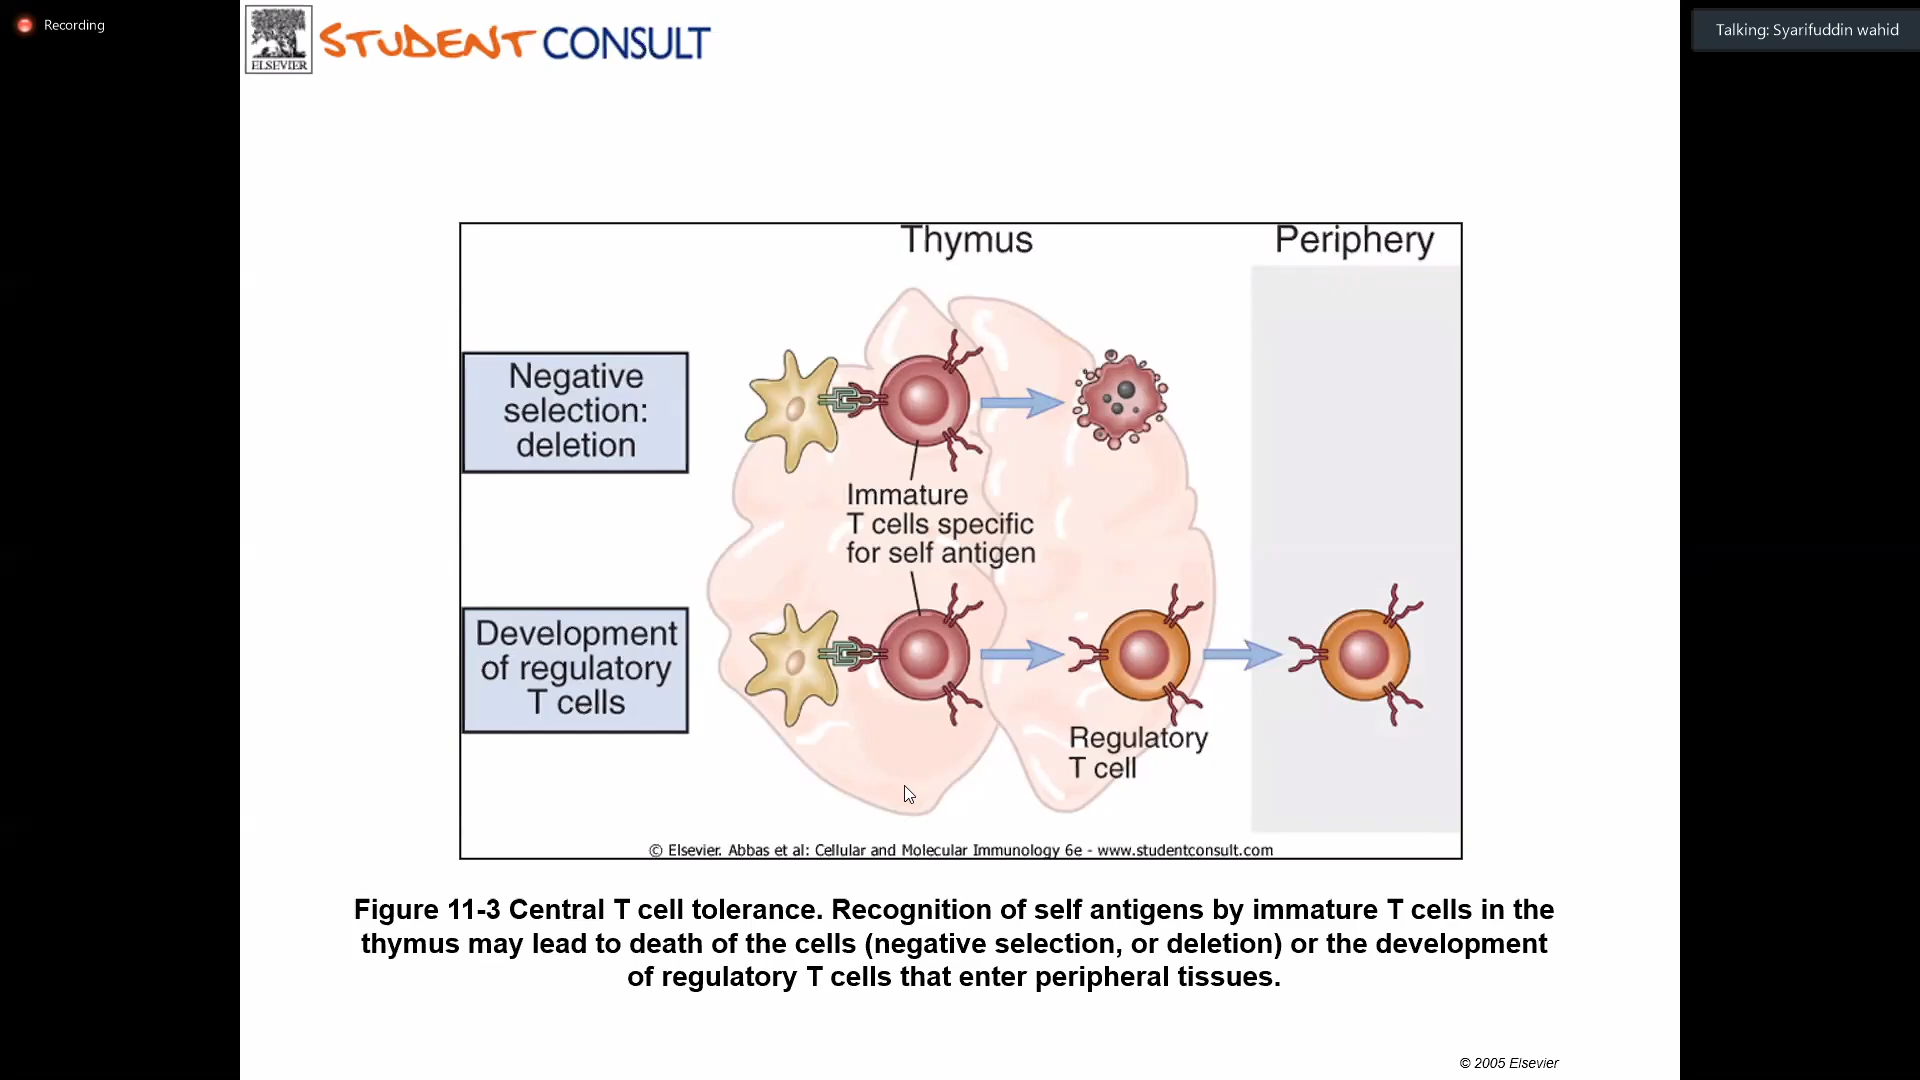 Recording
Talking: Syarifuddin wahid
ELSEVIER
STUDENT CONSULT
Thymus
Periphery
Negative
selection:
deletion
Immature
T cells specific
for self antigen
Development
of regulatory
T cells
Regulatory
T cell
© Elsevier. Abbas et al: Cellular and Molecular Immunology 6e - www.studentconsult.com
Figure 11-3 Central T cell tolerance. Recognition of self antigens by immature T cells in the
thymus may lead to death of the cells (negative selection, or deletion) or the development
of regulatory T cells that enter peripheral tissues.
© 2005 Elsevier